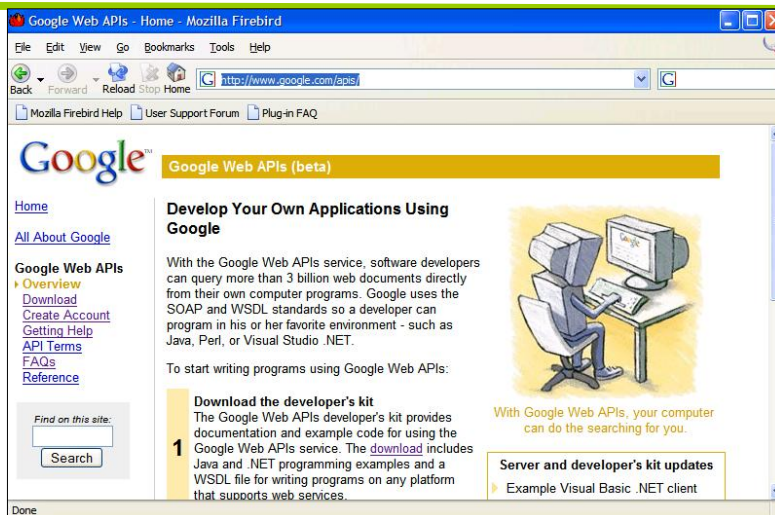 Google Web APIs - Home - Mozilla Firebird
File Edit View Go Bookmarks Tools Help
Back Forward Reload Stop Home http://www.google.com/apis/ G
Mozilla Firebird Help User Support Forum Plug-in FAQ
Google™
Google Web APIs (beta)
Home
All About Google
Google Web APIs
Overview
Download
Create Account
Getting Help
API Terms
FAQs
Reference
Find on this site:
Search
Develop Your Own Applications Using
Google
With the Google Web APIs service, software developers
can query more than 3 billion web documents directly
from their own computer programs. Google uses the
SOAP and WSDL standards so a developer can
program in his or her favorite environment - such as
Java, Perl, or Visual Studio .NET.
To start writing programs using Google Web APIs:
1
Download the developer's kit
The Google Web APIs developer's kit provides
documentation and example code for using the
Google Web APIs service. The download includes
Java and .NET programming examples and a
WSDL file for writing programs on any platform
that supports web services.
Google
With Google Web APIs, your computer
can do the searching for you.
Server and developer's kit updates
Example Visual Basic .NET client
Done